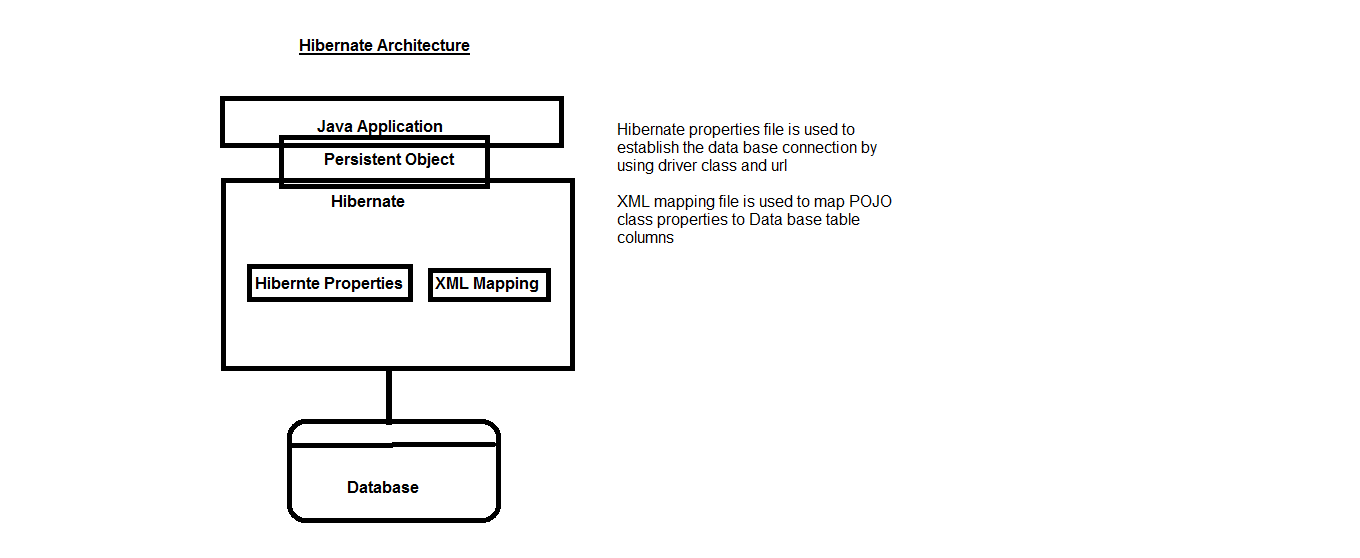 Hibernate Architecture
Java Application
Persistent Object
Hibernate
Hibernte Properties
XML Mapping
Database
Hibernate properties file is used to
establish the data base connection by
using driver class and url
XML mapping file is used to map POJO
class properties to Data base table
columns